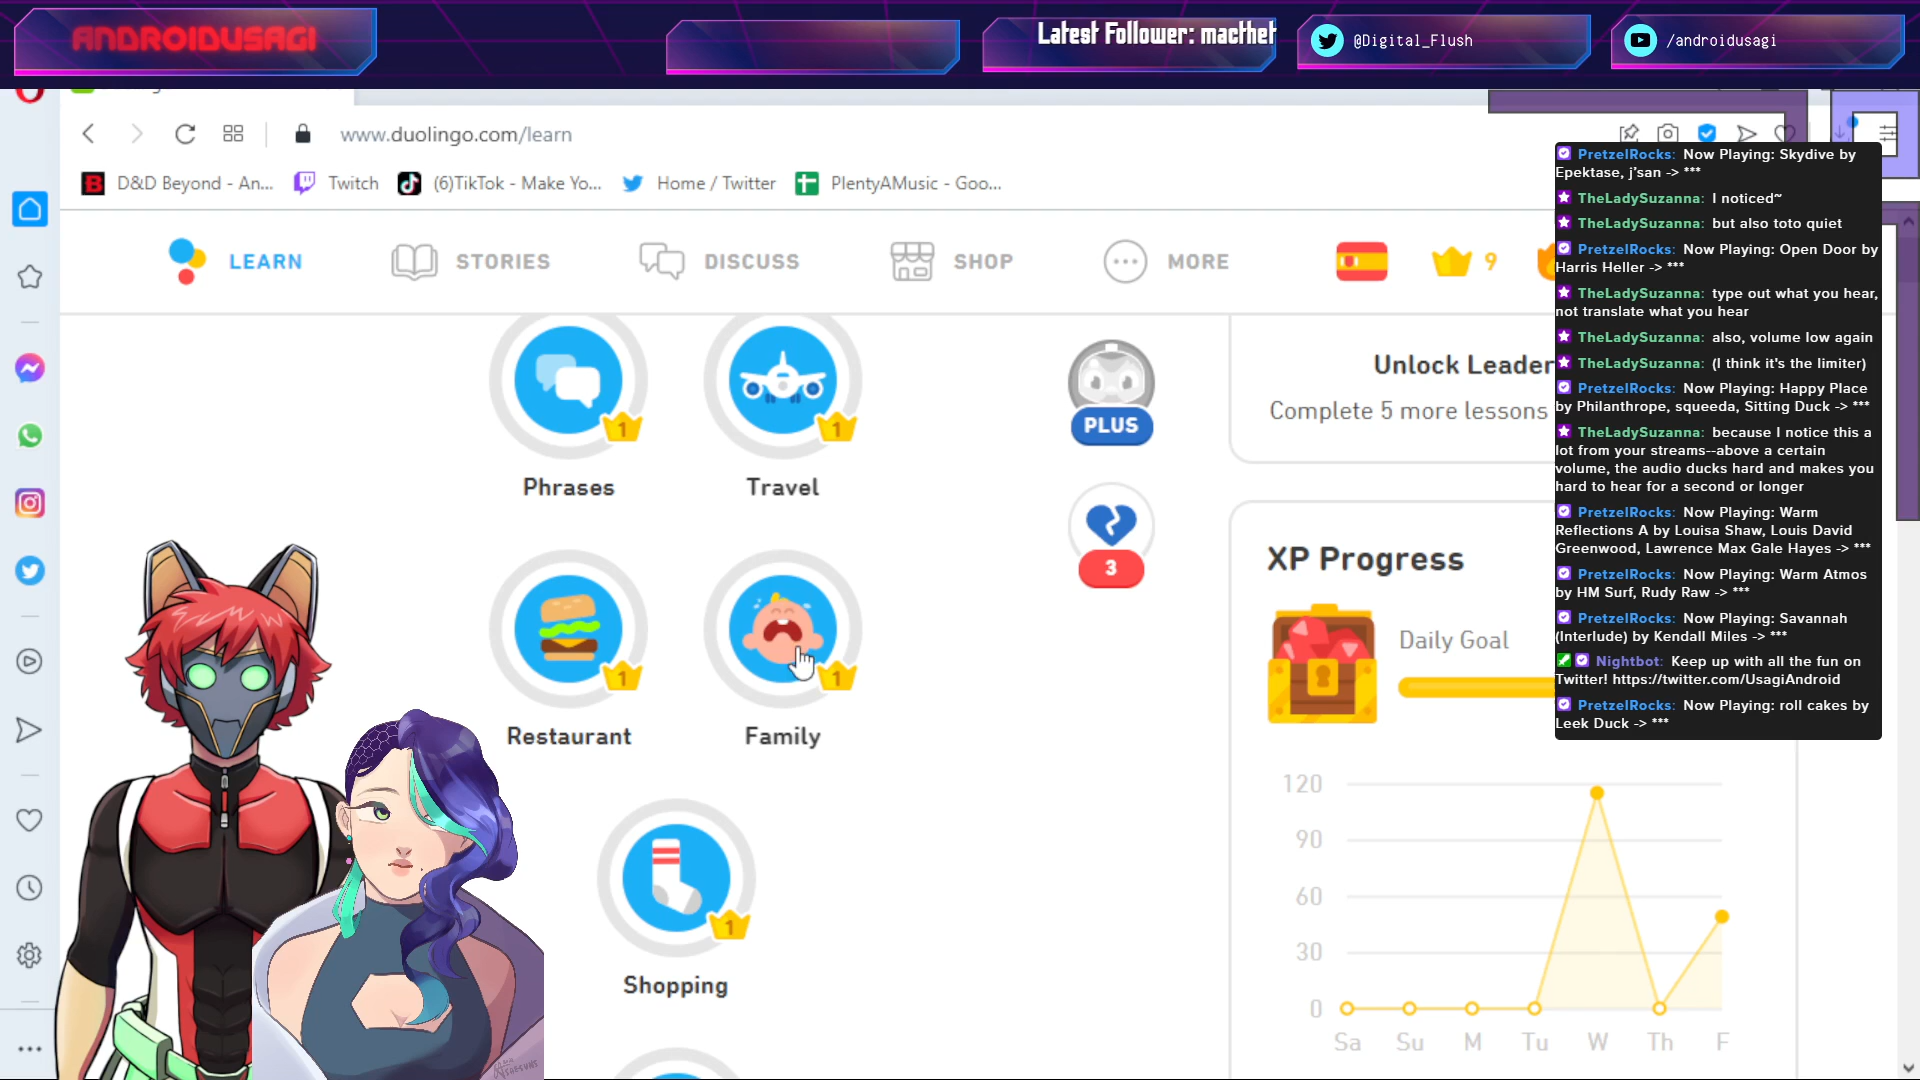 ANDROIDUSAGI
Latest Follower: macthet
@Digital_Flush
/androidusagi
www.duolingo.com/learn
D&D Beyond - An...
Twitch
(6)TikTok - Make Yo...
Home / Twitter
PlentyAMusic - Goo...
LEARN
STORIES
DISCUSS
SHOP
MORE
9
PretzelRocks: Now Playing: Skydive by
Epektase, j'san -> ***
TheLadySuzanna: I noticed~
TheLadySuzanna: but also toto quiet
PretzelRocks: Now Playing: Open Door by
Harris Heller -> ***
TheLadySuzanna: type out what you hear,
not translate what you hear
TheLadySuzanna: also, volume low again
TheLadySuzanna: (I think it's the limiter)
PretzelRocks: Now Playing: Happy Place
by Philanthrope, squeeda, Sitting Duck -> ***
TheLadySuzanna: because I notice this a
lot from your streams--above a certain
volume, the audio ducks hard and makes you
hard to hear for a second or longer
PretzelRocks: Now Playing: Warm
Reflections A by Louisa Shaw, Louis David
Greenwood, Lawrence Max Gale Hayes -> ***
PretzelRocks: Now Playing: Warm Atmos
by HM Surf, Rudy Raw -> ***
PretzelRocks: Now Playing: Savannah
(Interlude) by Kendall Miles -> ***
Nightbot: Keep up with all the fun on
Twitter! https://twitter.com/UsagiAndroid
PretzelRocks: Now Playing: roll cakes by
Leek Duck -> ***
1
1
Phrases
Travel
PLUS
Unlock Leader
Complete 5 more lessons
3
1
1
Restaurant
Family
XP Progress
Daily Goal
1
Shopping
120
90
60
30
0
Sa
Su
M
Tu
W
Th
F